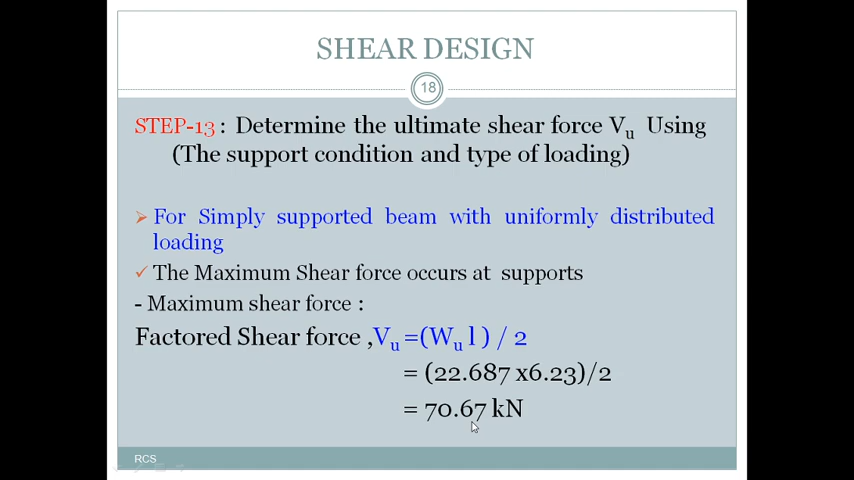 SHEAR DESIGN
18
STEP-13 : Determine the ultimate shear force Vu Using
(The support condition and type of loading)
➢ For Simply supported beam with uniformly distributed
loading
✓ The Maximum Shear force occurs at supports
- Maximum shear force :
Factored Shear force ,Vu =(Wu l ) / 2
= (22.687 x6.23)/2
= 70.67 kN
RCS